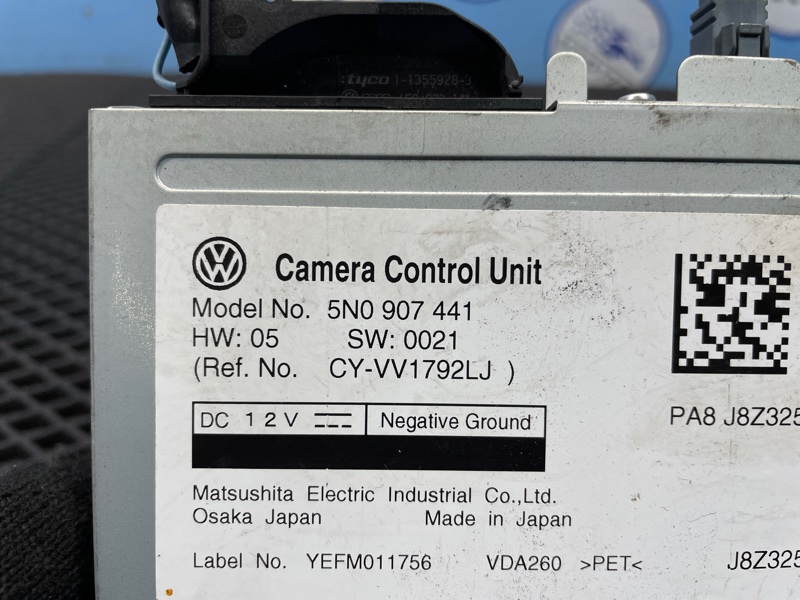 tyco 1-1355928-3
Camera Control Unit
Model No. 5N0 907 441
HW: 05 SW: 0021
(Ref. No. CY-VV1792LJ )
PA8 J8Z325
DC 12V Negative Ground
Matsushita Electric Industrial Co.,Ltd.
Osaka Japan Made in Japan
Label No. YEFM011756 VDA260 >PET< J8Z325